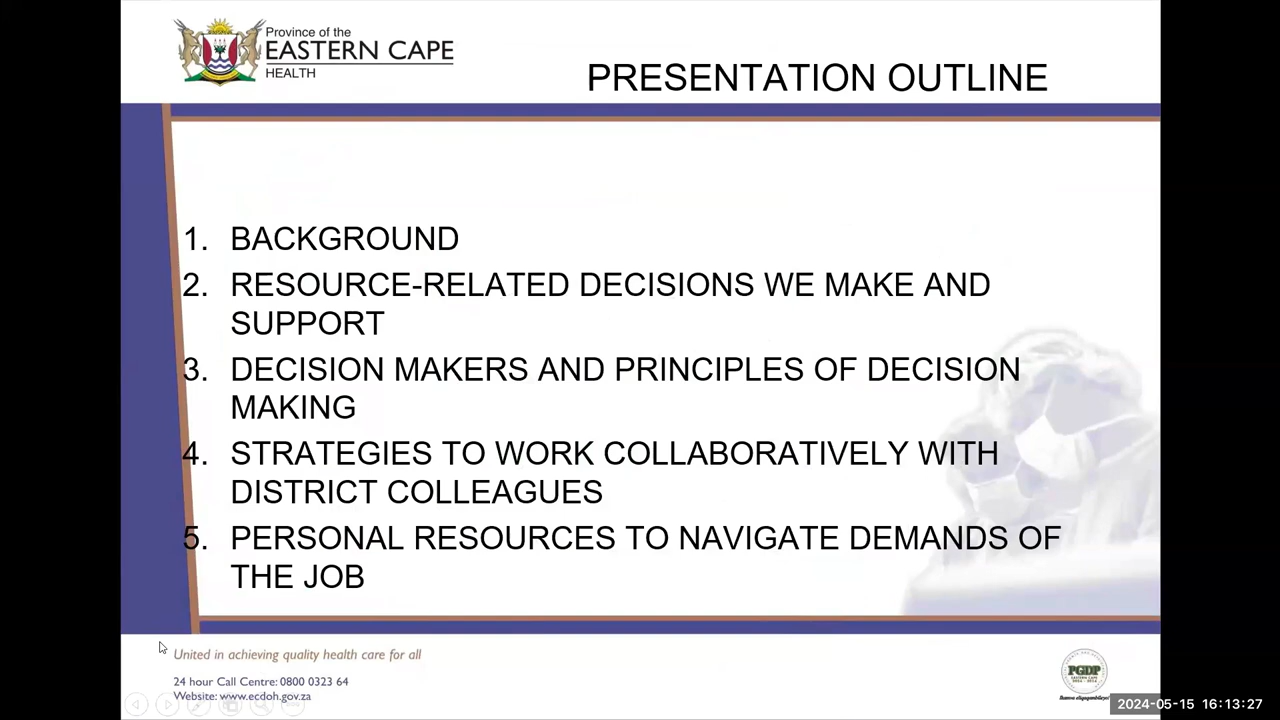 Province of the
EASTERN CAPE
HEALTH
PRESENTATION OUTLINE
1. BACKGROUND
2. RESOURCE-RELATED DECISIONS WE MAKE AND
SUPPORT
3. DECISION MAKERS AND PRINCIPLES OF DECISION
MAKING
4. STRATEGIES TO WORK COLLABORATIVELY WITH
DISTRICT COLLEAGUES
5. PERSONAL RESOURCES TO NAVIGATE DEMANDS OF
THE JOB
United in achieving quality health care for all
24 hour Call Centre: 0800 0323 64
Website: www.ecdoh.gov.za
PGDP
2024-05-15 16:13:27